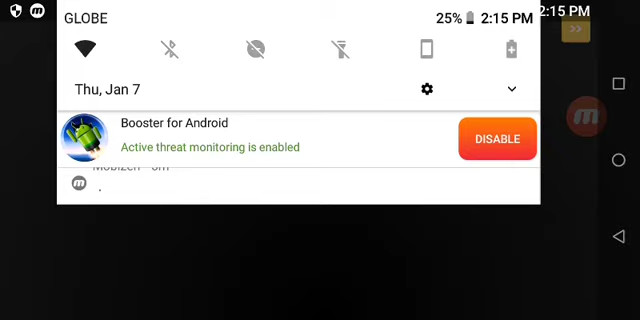 GLOBE
25% 2:15 PM
2:15 PM
Thu, Jan 7
Booster for Android
Active threat monitoring is enabled
DISABLE